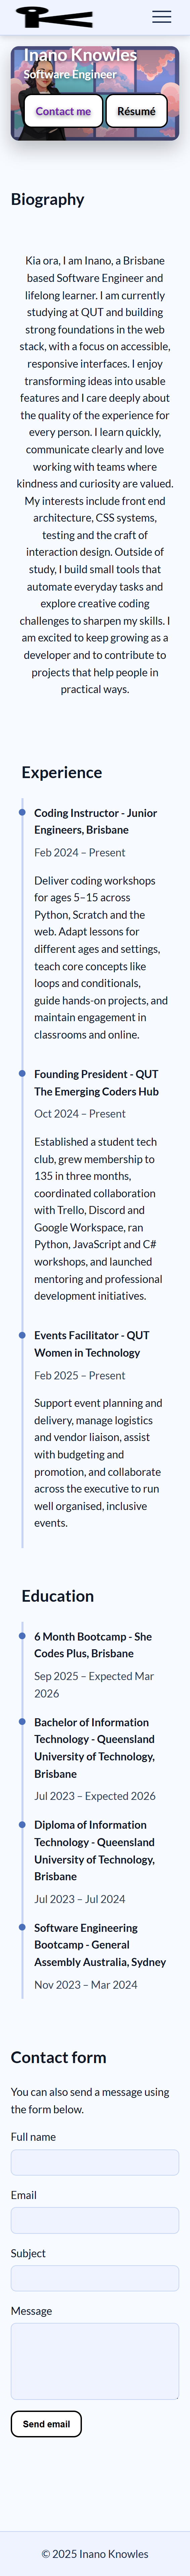 Inano Knowles
Software Engineer
Contact me
Résumé
Biography
Kia ora, I am Inano, a Brisbane
based Software Engineer and
lifelong learner. I am currently
studying at QUT and building
strong foundations in the web
stack, with a focus on accessible,
responsive interfaces. I enjoy
transforming ideas into usable
features and I care deeply about
the quality of the experience for
every person. I learn quickly,
communicate clearly and love
working with teams where
kindness and curiosity are valued.
My interests include front end
architecture, CSS systems,
testing and the craft of
interaction design. Outside of
study, I build small tools that
automate everyday tasks and
explore creative coding
challenges to sharpen my skills. I
am excited to keep growing as a
developer and to contribute to
projects that help people in
practical ways.
Experience
Coding Instructor - Junior
Engineers, Brisbane
Feb 2024 – Present
Deliver coding workshops
for ages 5–15 across
Python, Scratch and the
web. Adapt lessons for
different ages and settings,
teach core concepts like
loops and conditionals,
guide hands-on projects, and
maintain engagement in
classrooms and online.
Founding President - QUT
The Emerging Coders Hub
Oct 2024 – Present
Established a student tech
club, grew membership to
135 in three months,
coordinated collaboration
with Trello, Discord and
Google Workspace, ran
Python, JavaScript and C#
workshops, and launched
mentoring and professional
development initiatives.
Events Facilitator - QUT
Women in Technology
Feb 2025 – Present
Support event planning and
delivery, manage logistics
and vendor liaison, assist
with budgeting and
promotion, and collaborate
across the executive to run
well organised, inclusive
events.
Education
6 Month Bootcamp - She
Codes Plus, Brisbane
Sep 2025 – Expected Mar
2026
Bachelor of Information
Technology - Queensland
University of Technology,
Brisbane
Jul 2023 – Expected 2026
Diploma of Information
Technology - Queensland
University of Technology,
Brisbane
Jul 2023 – Jul 2024
Software Engineering
Bootcamp - General
Assembly Australia, Sydney
Nov 2023 – Mar 2024
Contact form
You can also send a message using
the form below.
Full name
Email
Subject
Message
Send email
© 2025 Inano Knowles